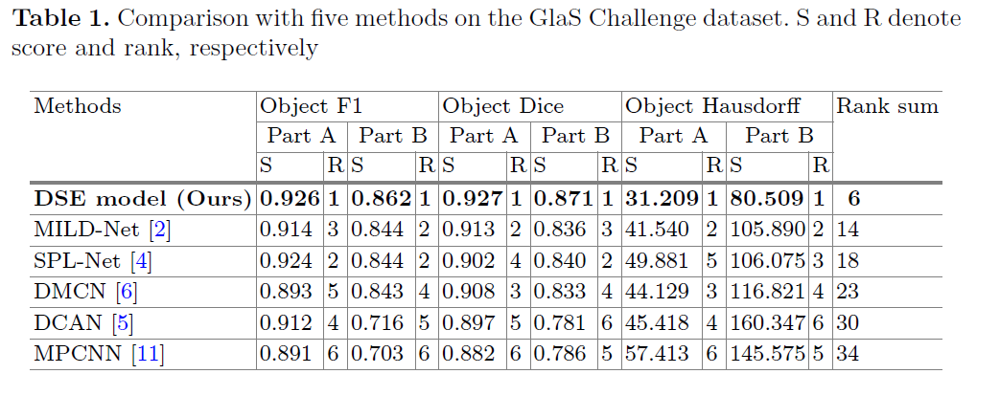 Table 1. Comparison with five methods on the GlaS Challenge dataset. S and R denote
score and rank, respectively
Methods Object F1 Object Dice Object Hausdorff Rank sum
Part A Part B Part A Part B Part A Part B
S R S R S R S R S R S R
DSE model (Ours) 0.926 1 0.862 1 0.927 1 0.871 1 31.209 1 80.509 1 6
MILD-Net [2] 0.914 3 0.844 2 0.913 2 0.836 3 41.540 2 105.890 2 14
SPL-Net [4] 0.924 2 0.844 2 0.902 4 0.840 2 49.881 5 106.075 3 18
DMCN [6] 0.893 5 0.843 4 0.908 3 0.833 4 44.129 3 116.821 4 23
DCAN [5] 0.912 4 0.716 5 0.897 5 0.781 6 45.418 4 160.347 6 30
MPCNN [11] 0.891 6 0.703 6 0.882 6 0.786 5 57.413 6 145.575 5 34